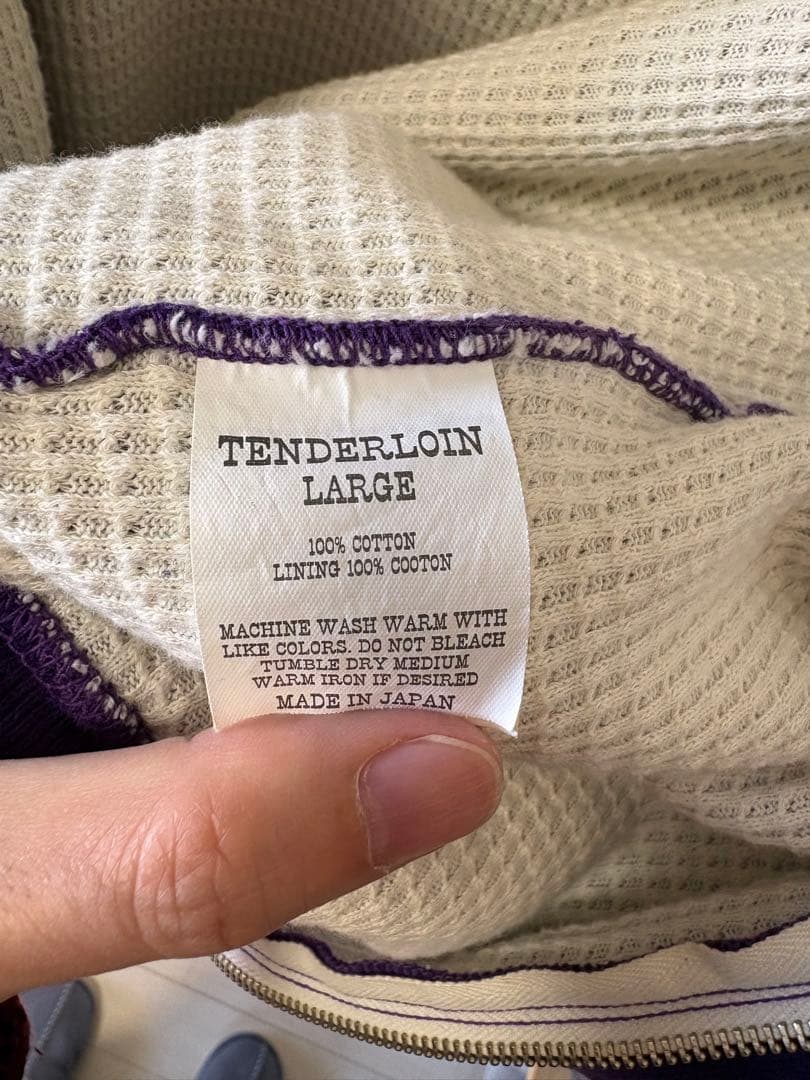 TENDERLOIN
LARGE
100% COTTON
LINING 100% COOTON
MACHINE WASH WARM WITH
LIKE COLORS. DO NOT BLEACH
TUMBLE DRY MEDIUM
WARM IRON IF DESIRED
MADE IN JAPAN